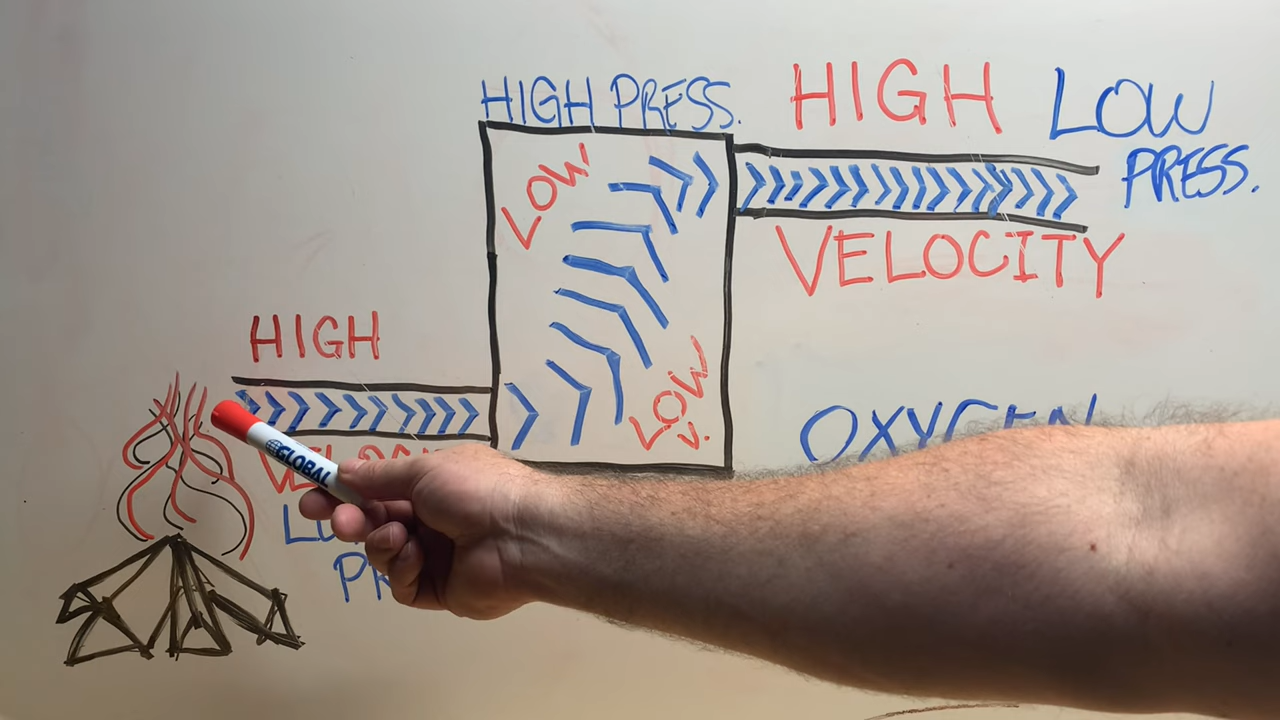 HIGH PRESS.
HIGH
LOW
PRESS.
LOW
VELOCITY
HIGH
LOW
V.
GLOBAL